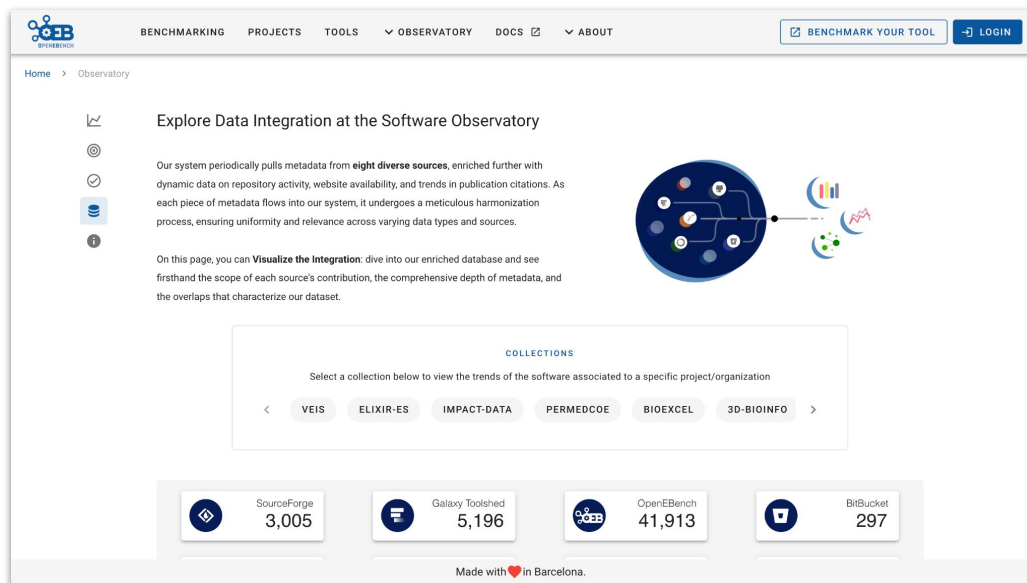 OEB
OPENEBENCH
BENCHMARKING PROJECTS TOOLS OBSERVATORY DOCS ABOUT BENCHMARK YOUR TOOL LOGIN
Home > Observatory
Explore Data Integration at the Software Observatory
Our system periodically pulls metadata from eight diverse sources, enriched further with
dynamic data on repository activity, website availability, and trends in publication citations. As
each piece of metadata flows into our system, it undergoes a meticulous harmonization
process, ensuring uniformity and relevance across varying data types and sources.
On this page, you can Visualize the Integration: dive into our enriched database and see
firsthand the scope of each source's contribution, the comprehensive depth of metadata, and
the overlaps that characterize our dataset.
COLLECTIONS
Select a collection below to view the trends of the software associated to a specific project/organization
VEIS ELIXIR-ES IMPACT-DATA PERMEDCOE BIOEXCEL 3D-BIOINFO
SourceForge Galaxy Toolshed OpenEBench BitBucket
3,005 5,196 41,913 297
Made with ❤ in Barcelona.